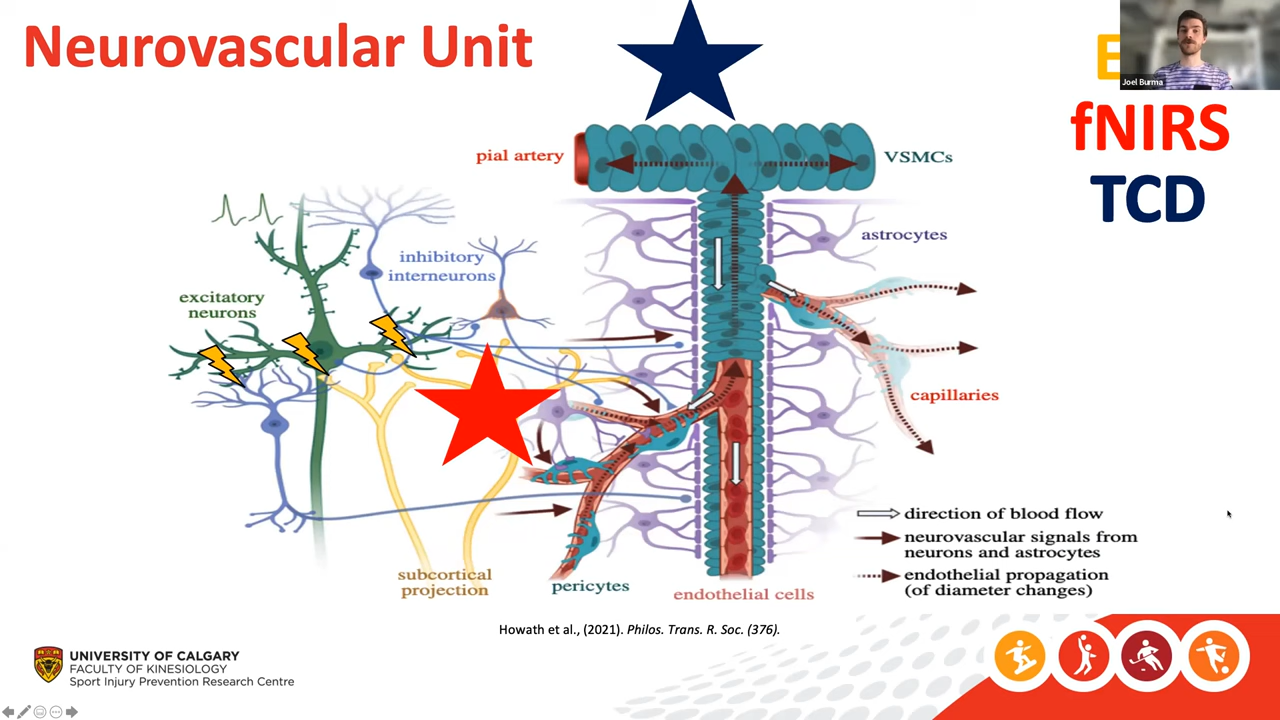 Neurovascular Unit
Joel Burma
fNIRS
TCD
pial artery
VSMCs
astrocytes
inhibitory
interneurons
excitatory
neurons
capillaries
direction of blood flow
neurovascular signals from
neurons and astrocytes
endothelial propagation
(of diameter changes)
subcortical
projection
pericytes
endothelial cells
Howath et al., (2021). Philos. Trans. R. Soc. (376).
UNIVERSITY OF CALGARY
FACULTY OF KINESIOLOGY
Sport Injury Prevention Research Centre